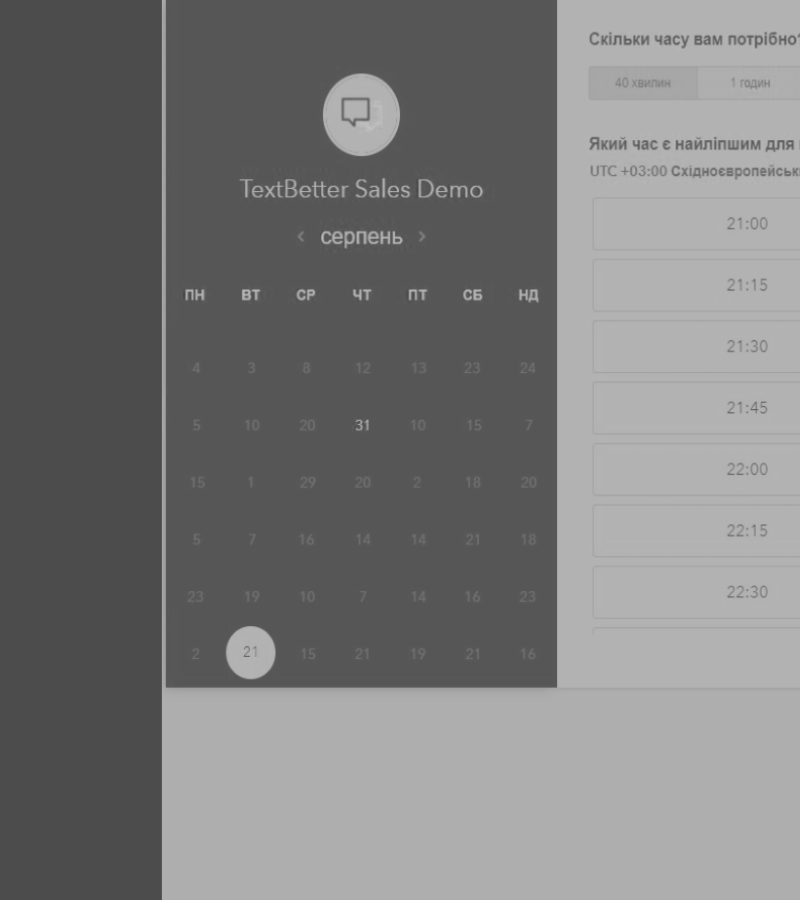 TextBetter Sales Demo
‹ серпень ›
ПН ВТ СР ЧТ ПТ СБ НД
4 3 8 12 13 23 24
5 10 20 31 10 15 7
15 1 29 20 2 18 20
5 7 16 14 14 21 18
23 19 10 7 14 16 23
2 21 15 21 19 21 16
Скільки часу вам потрібно?
40 хвилин 1 годин
Який час є найліпшим для
UTC +03:00
21:00
21:15
21:30
21:45
22:00
22:15
22:30